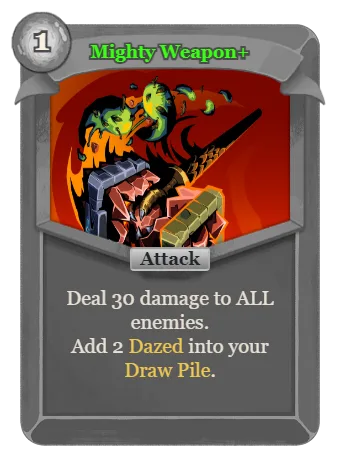 1
Mighty Weapon+
Attack
Deal 30 damage to ALL
enemies.
Add 2 Dazed into your
Draw Pile.